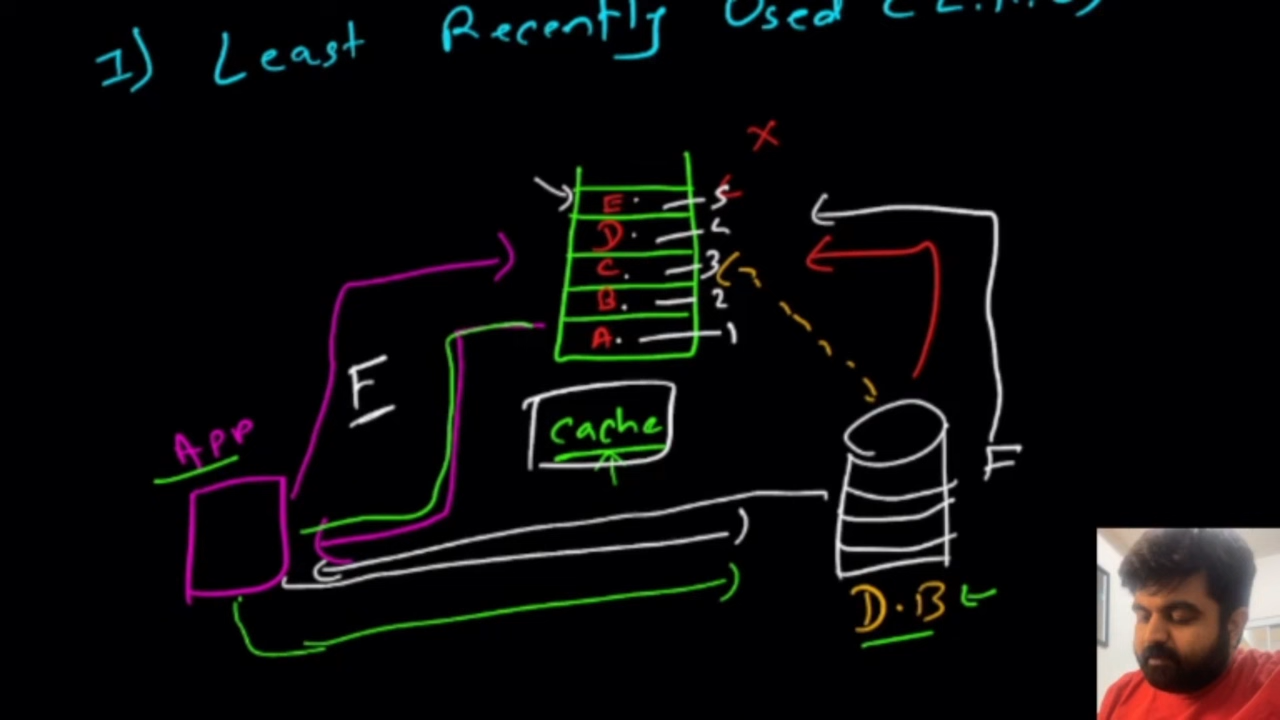 1) Least Recently Used (L.R.U)
E. 5
D. 4
C. 3
B. 2
A. 1
F
App
cache
F
D.B